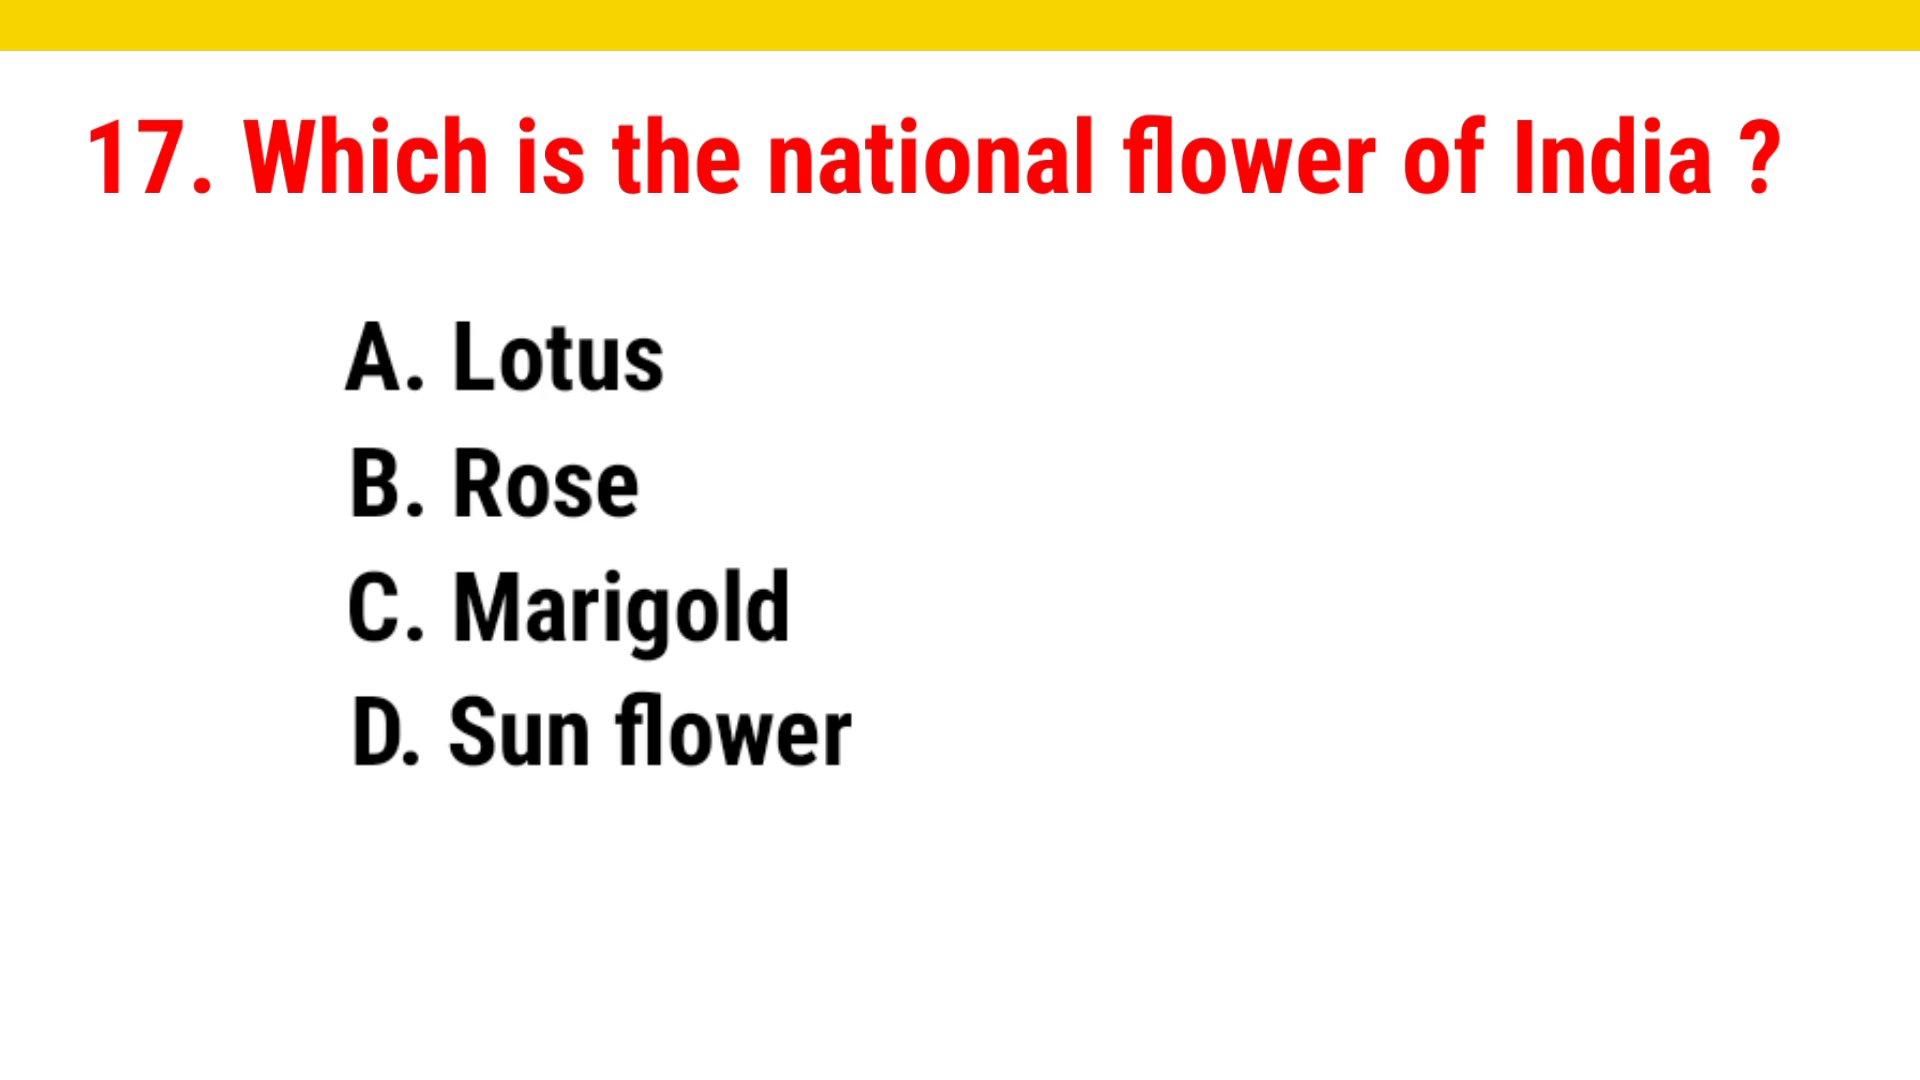 17. Which is the national flower of India ?
A. Lotus
B. Rose
C. Marigold
D. Sun flower